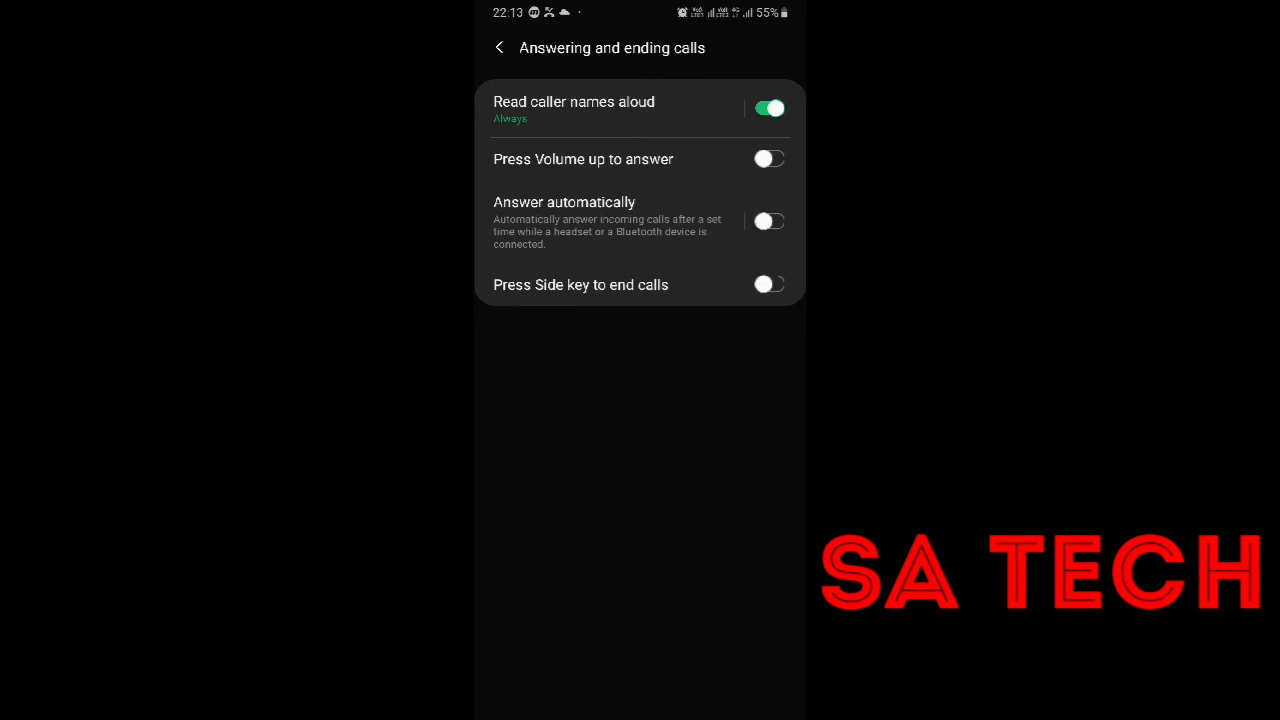 22:13 55%
Answering and ending calls
Read caller names aloud
Always
Press Volume up to answer
Answer automatically
Automatically answer incoming calls after a set
time while a headset or a Bluetooth device is
connected.
Press Side key to end calls
SA TECH